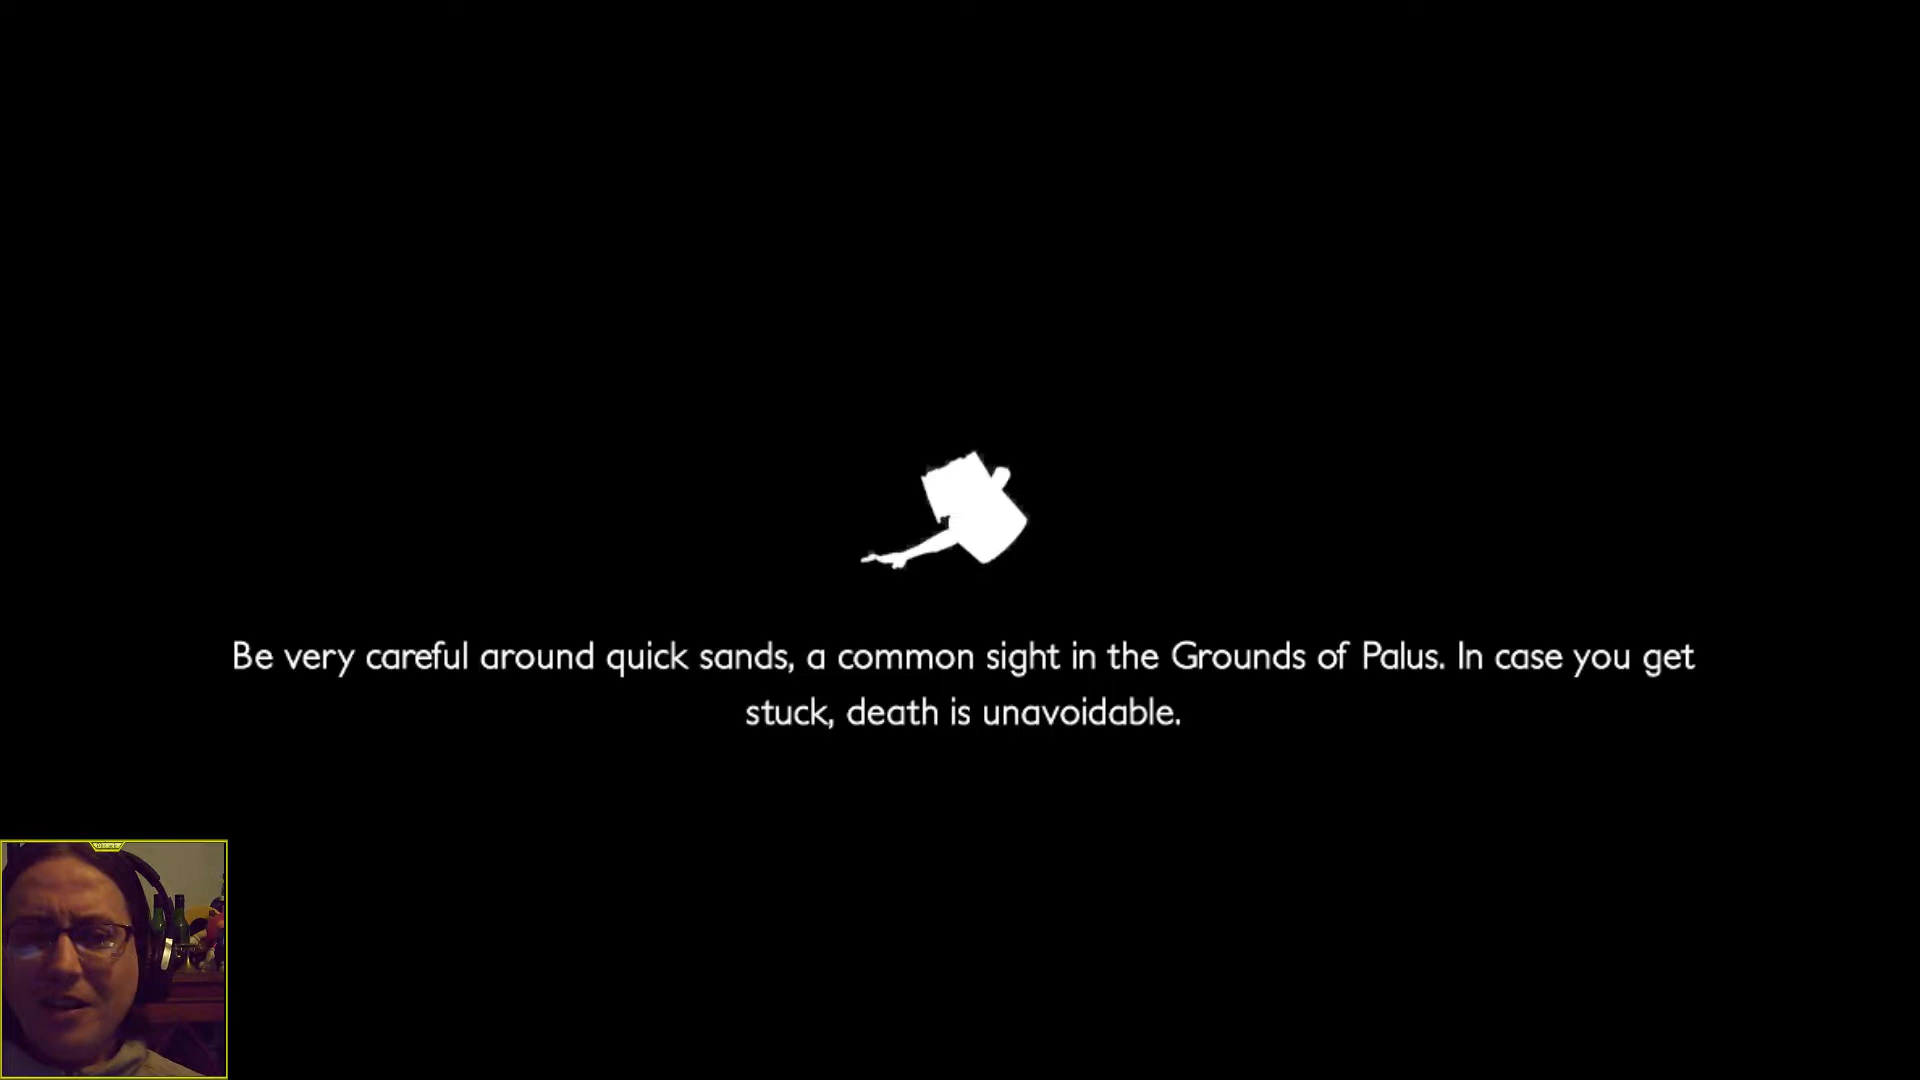 Be very careful around quick sands, a common sight in the Grounds of Palus. In case you get
stuck, death is unavoidable.